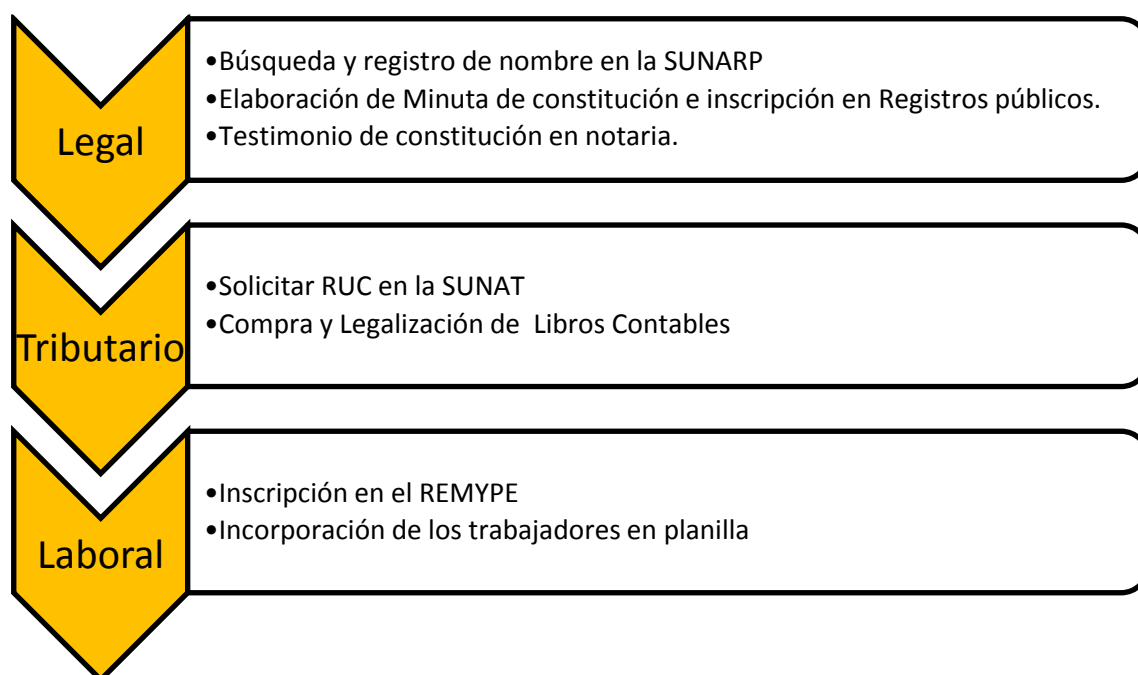 Legal
•Búsqueda y registro de nombre en la SUNARP
•Elaboración de Minuta de constitución e inscripción en Registros públicos.
•Testimonio de constitución en notaria.
Tributario
•Solicitar RUC en la SUNAT
•Compra y Legalización de  Libros Contables
Laboral
•Inscripción en el REMYPE
•Incorporación de los trabajadores en planilla